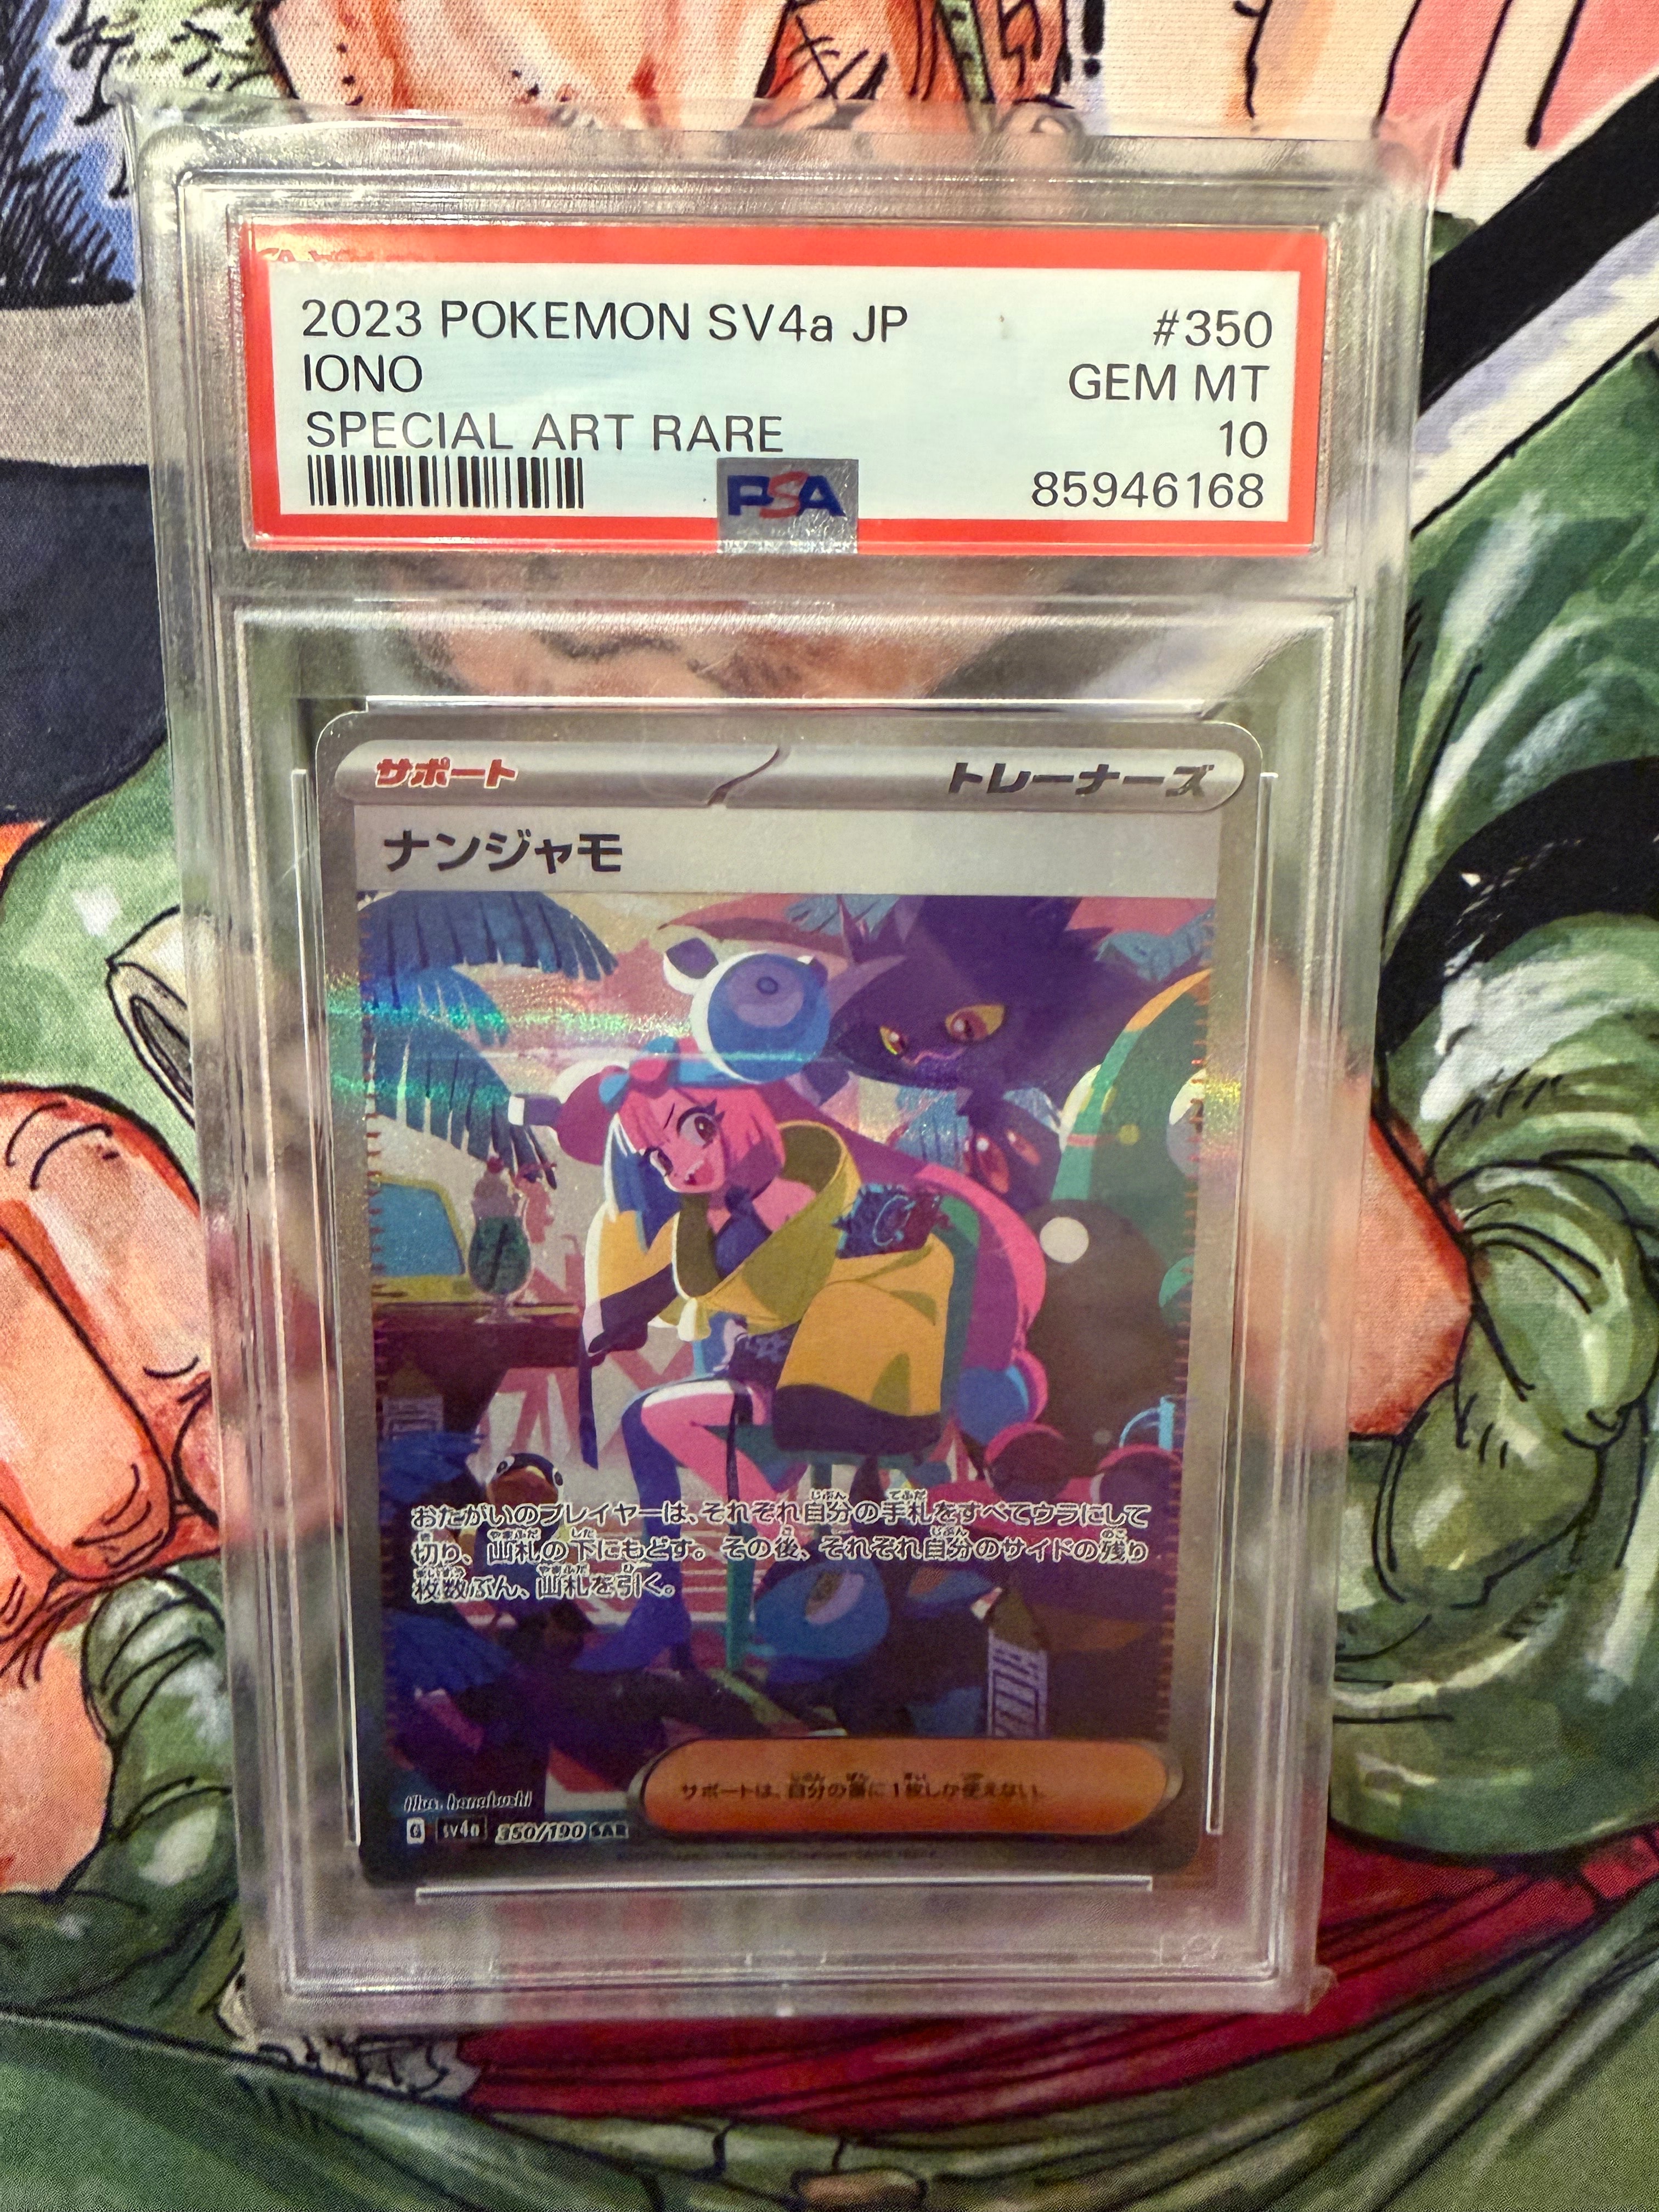 2023 POKEMON SV4a JP #350
IONO GEM MT
SPECIAL ART RARE 10
PSA 85946168
サポート トレーナーズ
ナンジャモ
おたがいのプレイヤーは、それぞれ自分の手札をすべてウラにして
切り、山札の下にもどす。その後、それぞれ自分のサイドの残り
枚数ぶん、山札を引く。
サポートは、自分の番に1枚しか使えない。
Illus. hanabushi
G sv4a 350/190 SAR